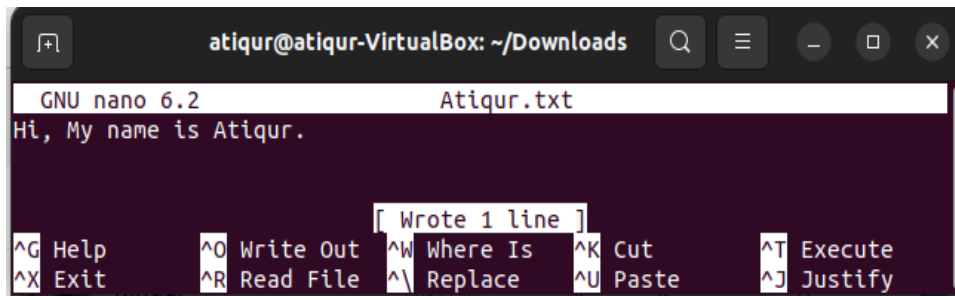 atiqur@atiqur-VirtualBox: ~/Downloads
GNU nano 6.2 Atiqur.txt
Hi, My name is Atiqur.
[ Wrote 1 line ]
^G Help ^O Write Out ^W Where Is ^K Cut ^T Execute
^X Exit ^R Read File ^\ Replace ^U Paste ^J Justify